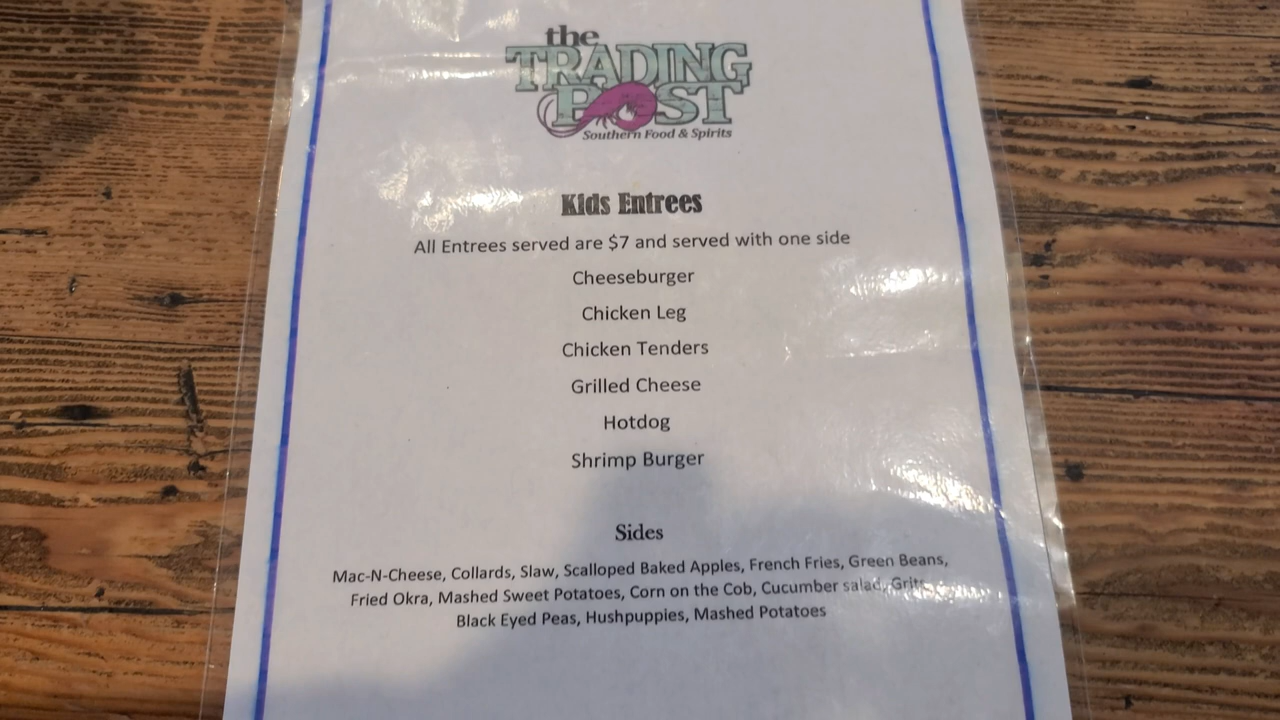 the
TRADING
POST
Southern Food & Spirits
Kids Entrees
All Entrees served are $7 and served with one side
Cheeseburger
Chicken Leg
Chicken Tenders
Grilled Cheese
Hotdog
Shrimp Burger
Sides
Mac-N-Cheese, Collards, Slaw, Scalloped Baked Apples, French Fries, Green Beans,
Fried Okra, Mashed Sweet Potatoes, Corn on the Cob, Cucumber salad, Grits
Black Eyed Peas, Hushpuppies, Mashed Potatoes